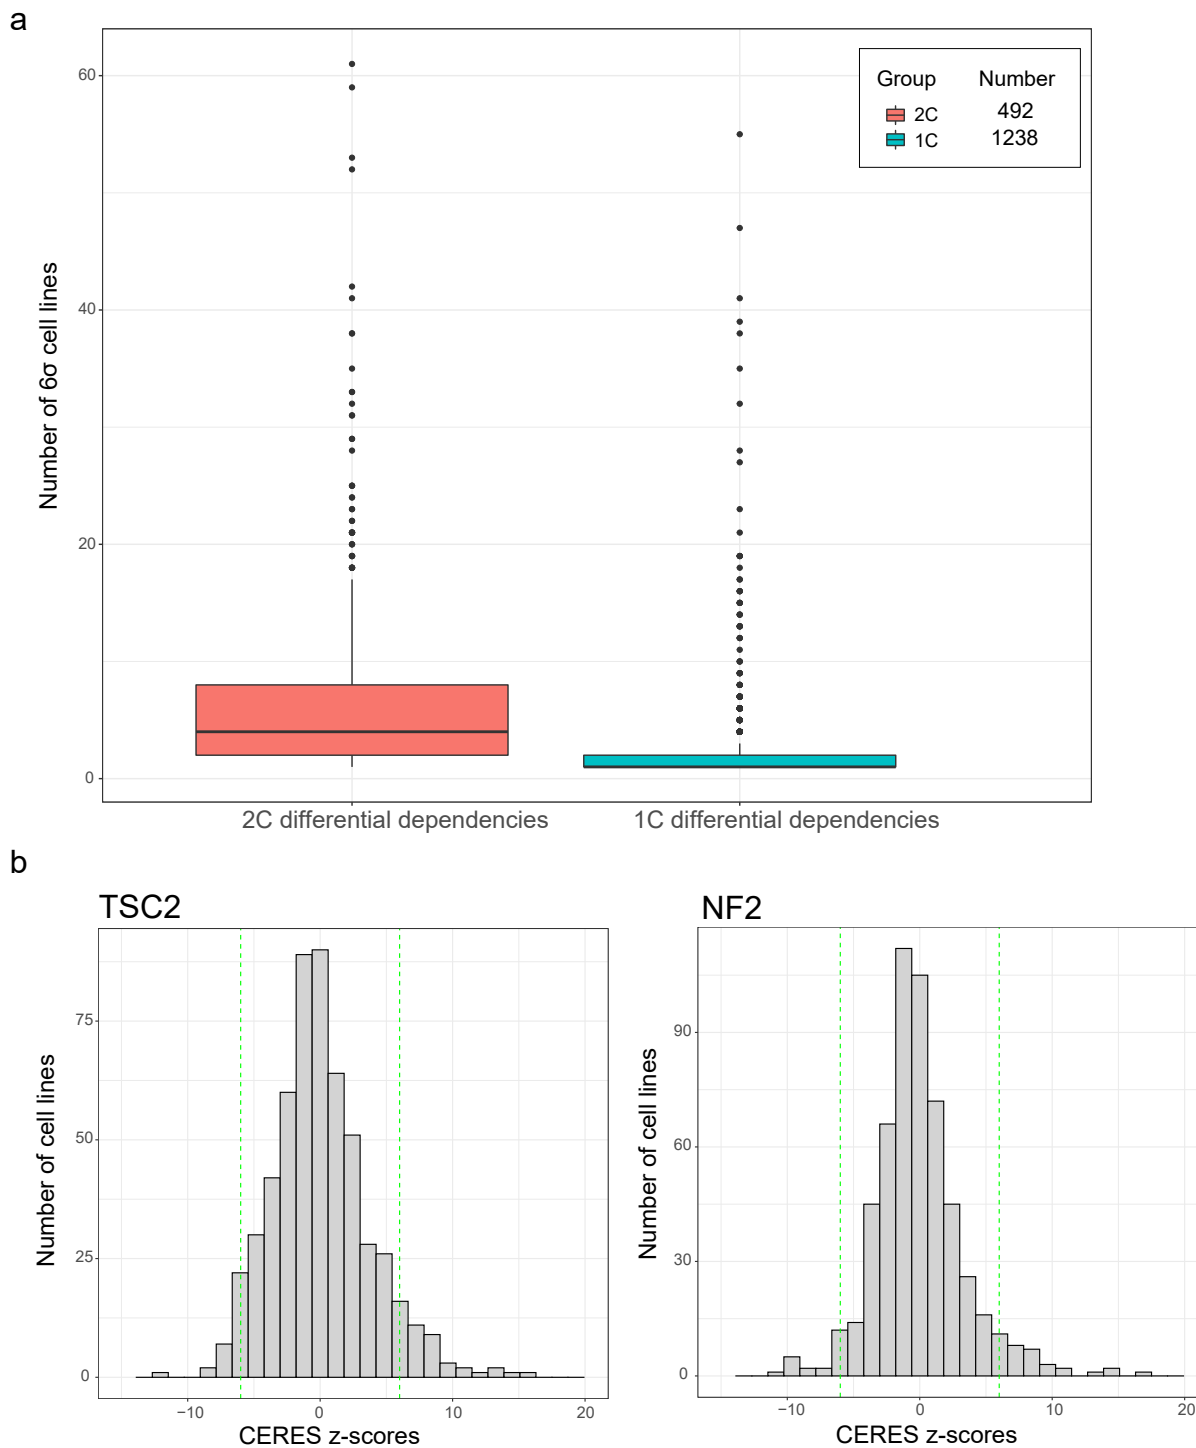 a
Number of 6σ cell lines
60
40
20
0
Group Number
2C 492
1C 1238
2C differential dependencies 1C differential dependencies
b
TSC2
Number of cell lines
75
50
25
0
−10 0 10 20
CERES z-scores
NF2
Number of cell lines
90
60
30
0
−10 0 10 20
CERES z-scores